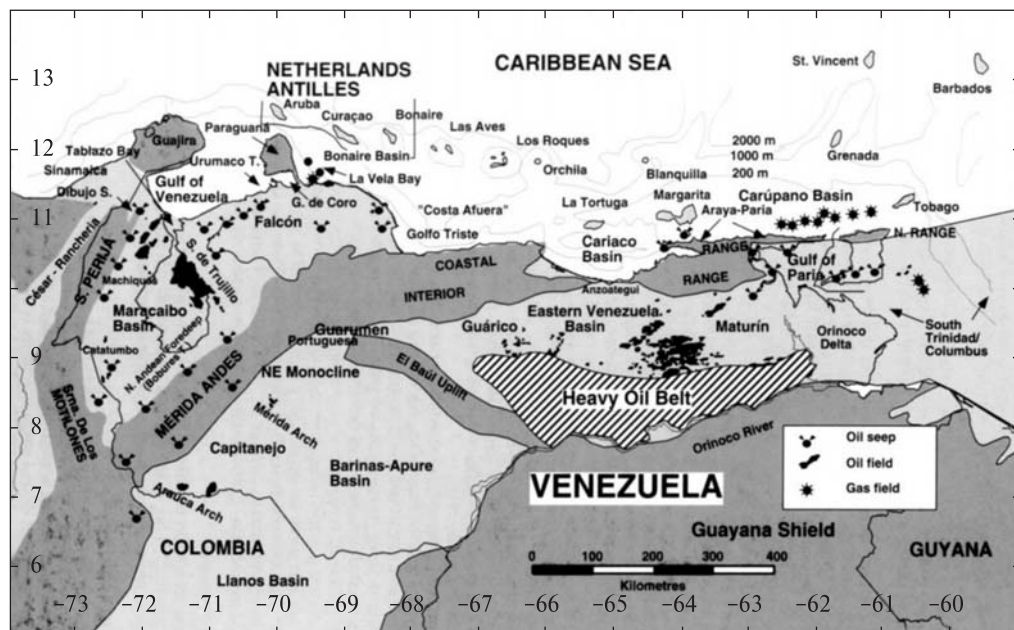 CARIBBEAN SEA
St. Vincent
Barbados
13
NETHERLANDS
ANTILLES
Aruba
Curaçao
Bonaire
Las Aves
Los Roques
Orchila
Blanquilla
2000 m
1000 m
200 m
Grenada
12
Tablazo Bay
Sinamaica
Dibujo S.
Guajira
Paraguaná
Urumaco T.
Gulf of
Venezuela
Bonaire Basin
La Vela Bay
G. de Coro
Falcón
"Costa Afuera"
Golfo Triste
La Tortuga
Margarita
Araya-Paria
Carúpano Basin
Tobago
11
César - Ranchería
S. PERIJÁ
S. de Trujillo
Machiques
Maracaibo
Basin
COASTAL
INTERIOR
Cariaco
Basin
RANGE
RANGE
N. RANGE
Gulf of
Paria
Anzoategui
Eastern Venezuela
Basin
Maturín
Guárico
Orinoco
Delta
South
Trinidad/
Columbus
9
Catatumbo
N. Andean Foredeep
(Bobures T.)
MÉRIDA ANDES
Guarumen
Portuguesa
NE Monocline
El Baúl Uplift
Heavy Oil Belt
8
Srna. De Los
MOTILONES
Mérida Arch
Capitanejo
Barinas-Apure
Basin
Orinoco River
Oil seep
Oil field
Gas field
7
Arauca Arch
VENEZUELA
Guayana Shield
COLOMBIA
GUYANA
6
0 100 200 300 400
Kilometres
Llanos Basin
−73 −72 −71 −70 −69 −68 −67 −66 −65 −64 −63 −62 −61 −60